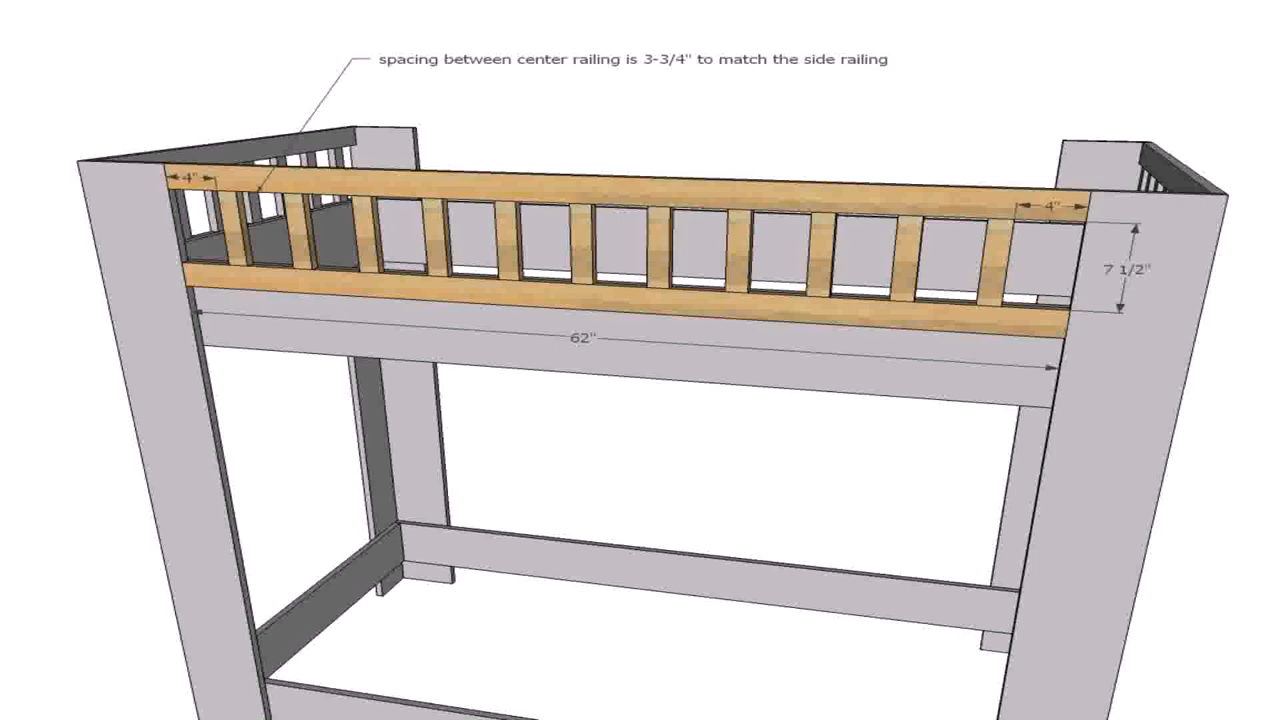 spacing between center railing is 3-3/4" to match the side railing
4"
4"
7 1/2"
62"